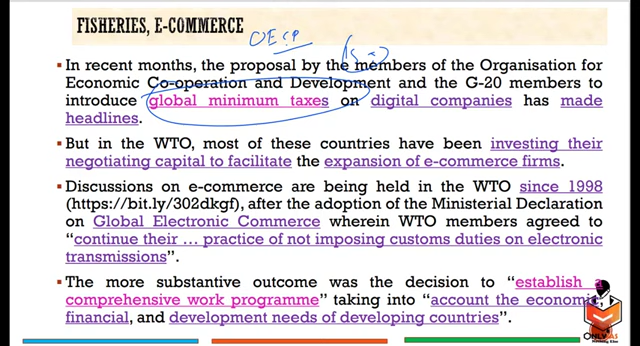 FISHERIES, E-COMMERCE
OECD
▪ In recent months, the proposal by the members of the Organisation for
Economic Co-operation and Development and the G-20 members to
introduce global minimum taxes on digital companies has made
headlines.
▪ But in the WTO, most of these countries have been investing their
negotiating capital to facilitate the expansion of e-commerce firms.
▪ Discussions on e-commerce are being held in the WTO since 1998
(https://bit.ly/302dkgf), after the adoption of the Ministerial Declaration
on Global Electronic Commerce wherein WTO members agreed to
“continue their … practice of not imposing customs duties on electronic
transmissions”.
▪ The more substantive outcome was the decision to “establish a
comprehensive work programme” taking into “account the economic,
financial, and development needs of developing countries”.
ONLY IAS